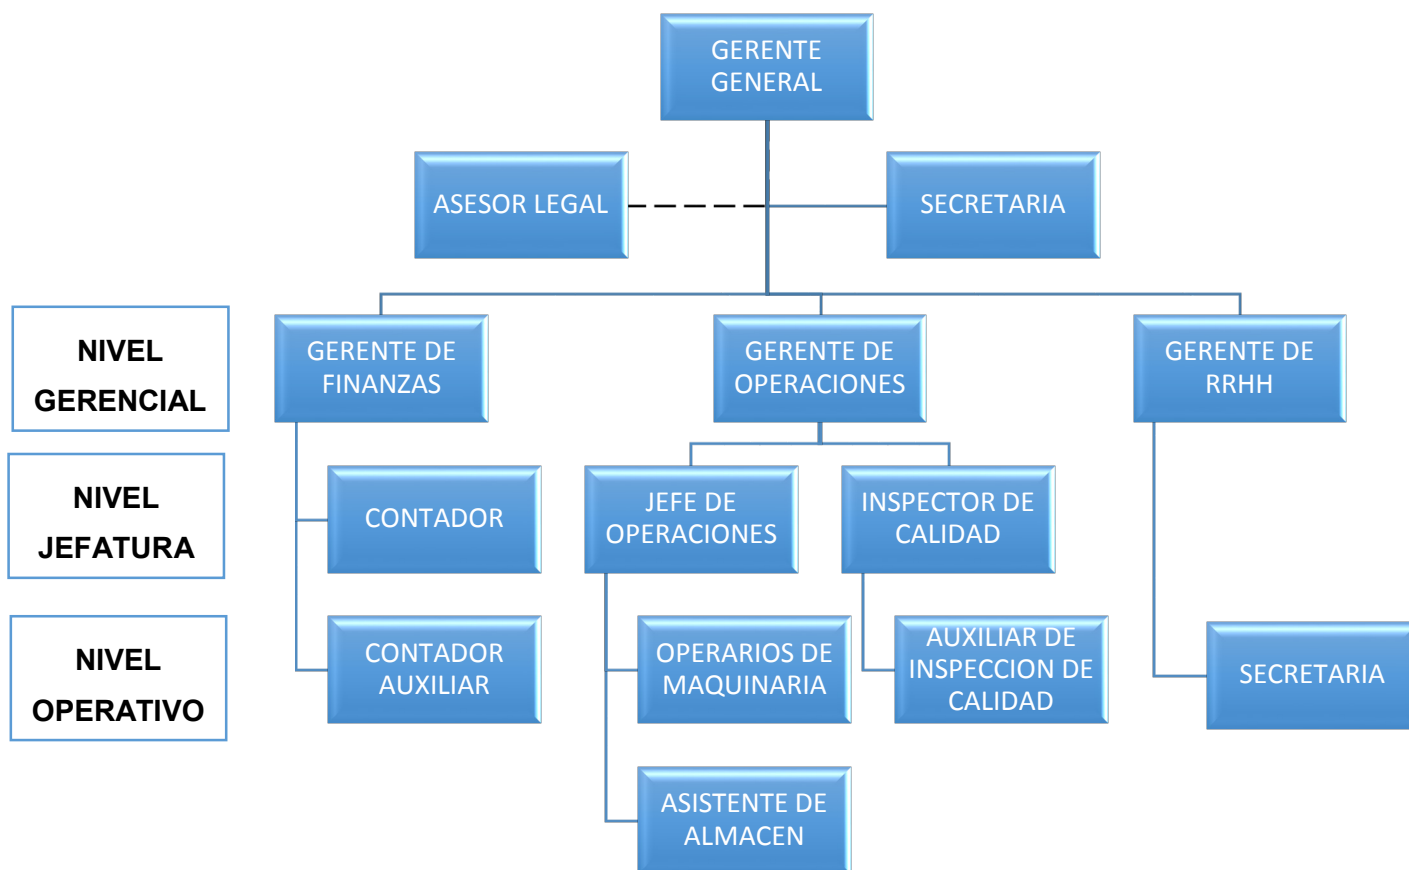 GERENTE
GENERAL
ASESOR LEGAL
SECRETARIA
NIVEL
GERENCIAL
GERENTE DE
FINANZAS
GERENTE DE
OPERACIONES
GERENTE DE
RRHH
NIVEL
JEFATURA
CONTADOR
JEFE DE
OPERACIONES
INSPECTOR DE
CALIDAD
NIVEL
OPERATIVO
CONTADOR
AUXILIAR
OPERARIOS DE
MAQUINARIA
AUXILIAR DE
INSPECCION DE
CALIDAD
SECRETARIA
ASISTENTE DE
ALMACEN